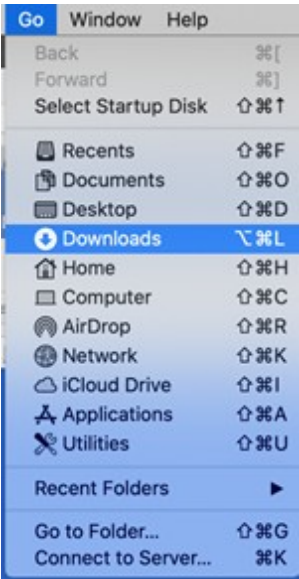 Go Window Help
Back ⌘[
Forward ⌘]
Select Startup Disk ⇧⌘↑
Recents ⇧⌘F
Documents ⇧⌘O
Desktop ⇧⌘D
Downloads ⌥⌘L
Home ⇧⌘H
Computer ⇧⌘C
AirDrop ⇧⌘R
Network ⇧⌘K
iCloud Drive ⇧⌘I
Applications ⇧⌘A
Utilities ⇧⌘U
Recent Folders ▶
Go to Folder... ⇧⌘G
Connect to Server... ⌘K